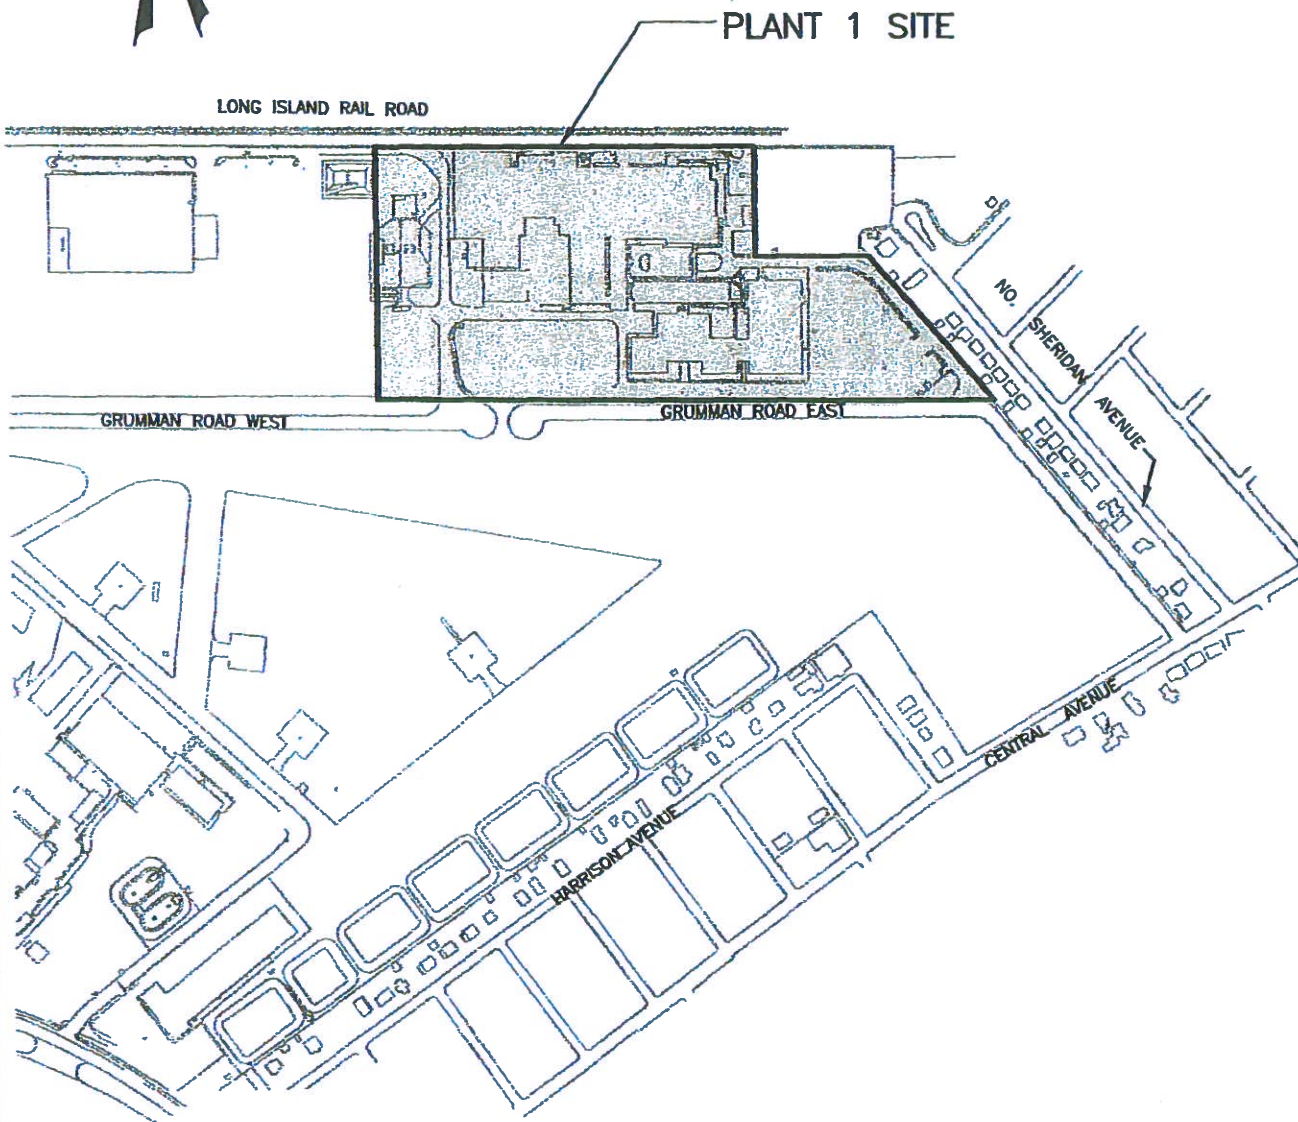 PLANT 1 SITE
LONG ISLAND RAIL ROAD
GRUMMAN ROAD WEST
GRUMMAN ROAD EAST
NO. SHERIDAN AVENUE
CENTRAL AVENUE
HARRISON AVENUE